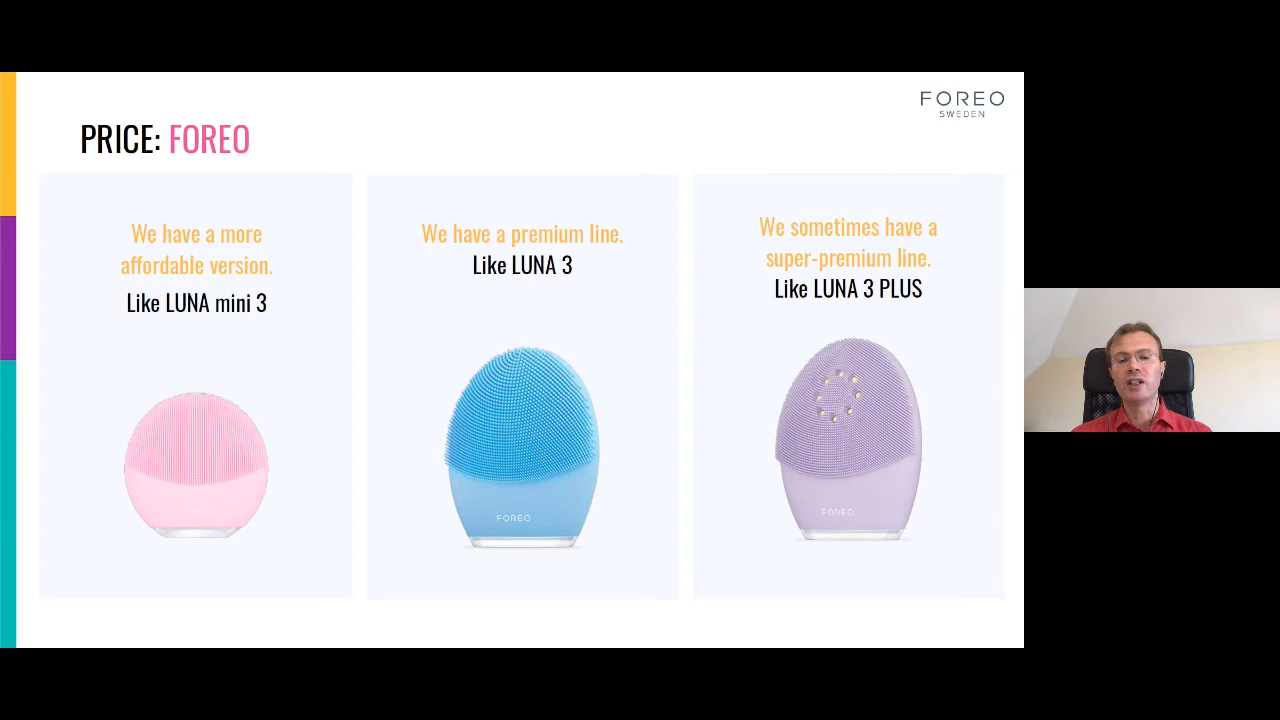 FOREO
SWEDEN
PRICE: FOREO
We have a more
affordable version.
Like LUNA mini 3
We have a premium line.
Like LUNA 3
We sometimes have a
super-premium line.
Like LUNA 3 PLUS
FOREO
FOREO